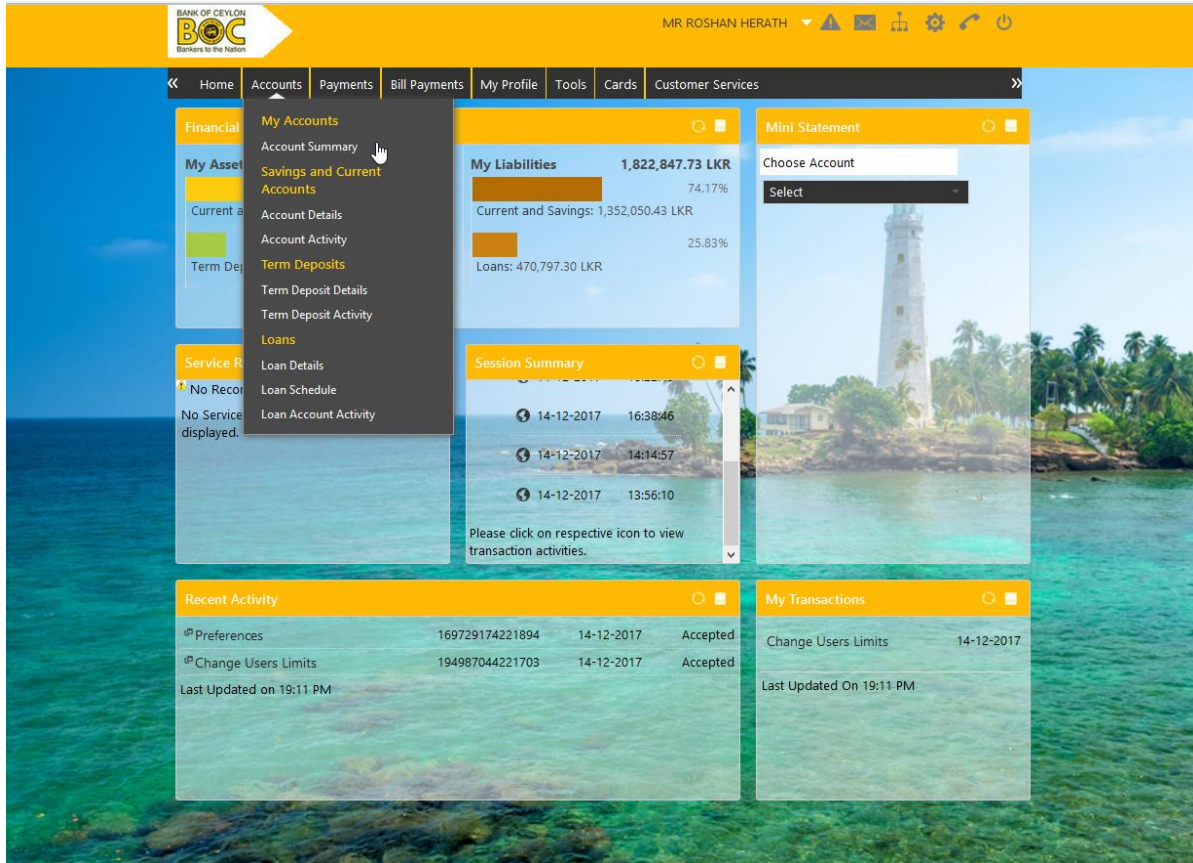 BANK OF CEYLON
BOC
Bankers to the Nation
MR ROSHAN HERATH
Home Accounts Payments Bill Payments My Profile Tools Cards Customer Services
Financial
My Accounts
Account Summary
Savings and Current
Accounts
Account Details
Account Activity
Term Deposits
Term Deposit Details
Term Deposit Activity
Loans
Loan Details
Loan Schedule
Loan Account Activity
My Asset
Current a
Term Dep
My Liabilities 1,822,847.73 LKR
74.17%
Current and Savings: 1,352,050.43 LKR
25.83%
Loans: 470,797.30 LKR
Mini Statement
Choose Account
Select
Service R
No Recor
No Service
displayed.
Session Summary
14-12-2017 16:38:46
14-12-2017 14:14:57
14-12-2017 13:56:10
Please click on respective icon to view
transaction activities.
Recent Activity
Preferences 169729174221894 14-12-2017 Accepted
Change Users Limits 194987044221703 14-12-2017 Accepted
Last Updated on 19:11 PM
My Transactions
Change Users Limits 14-12-2017
Last Updated On 19:11 PM